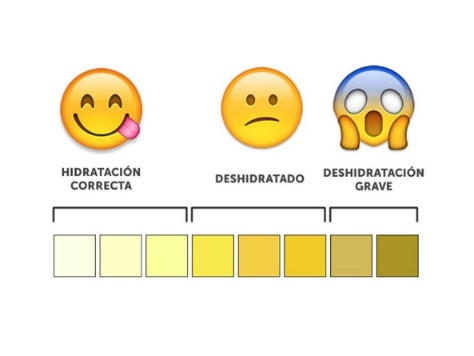 HIDRATACIÓN
CORRECTA
DESHIDRATADO
DESHIDRATACIÓN
GRAVE